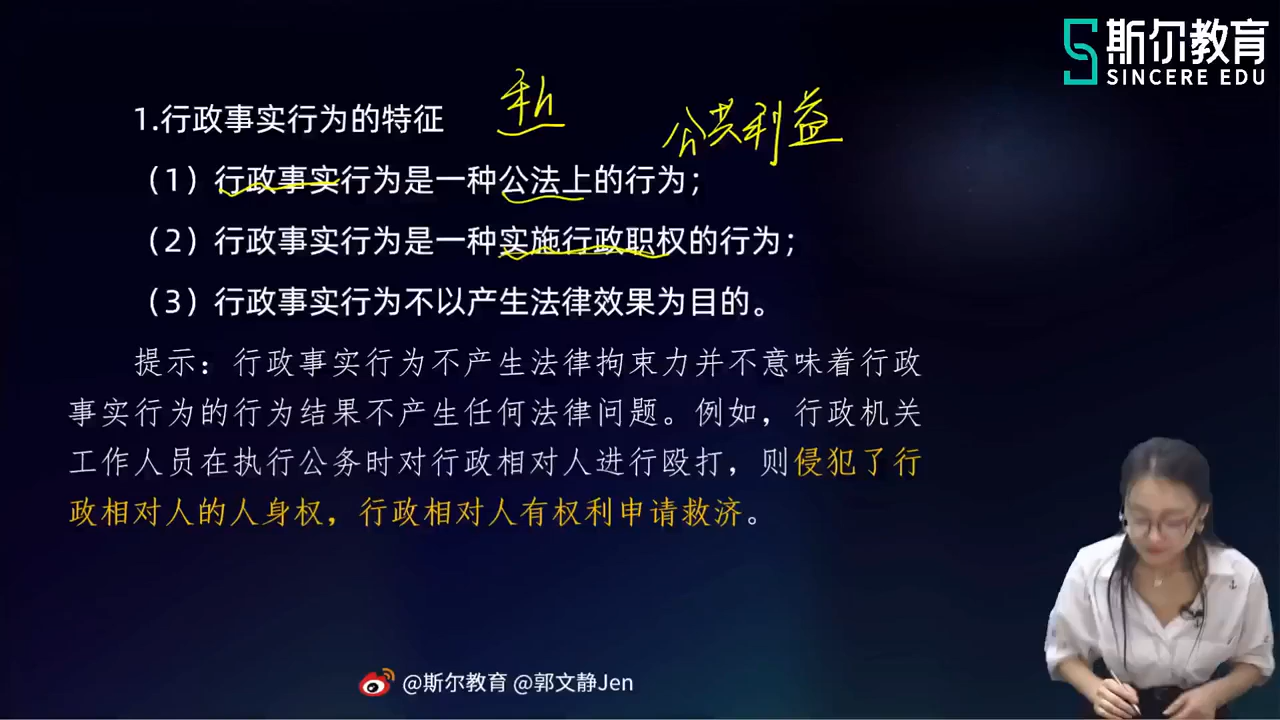 斯尔教育
SINCERE EDU
1.行政事实行为的特征
公共利益
（1）行政事实行为是一种公法上的行为；
（2）行政事实行为是一种实施行政职权的行为；
（3）行政事实行为不以产生法律效果为目的。
提示：行政事实行为不产生法律拘束力并不意味着行政
事实行为的行为结果不产生任何法律问题。例如，行政机关
工作人员在执行公务时对行政相对人进行殴打，则侵犯了行
政相对人的人身权，行政相对人有权利申请救济。
@斯尔教育 @郭文静Jen